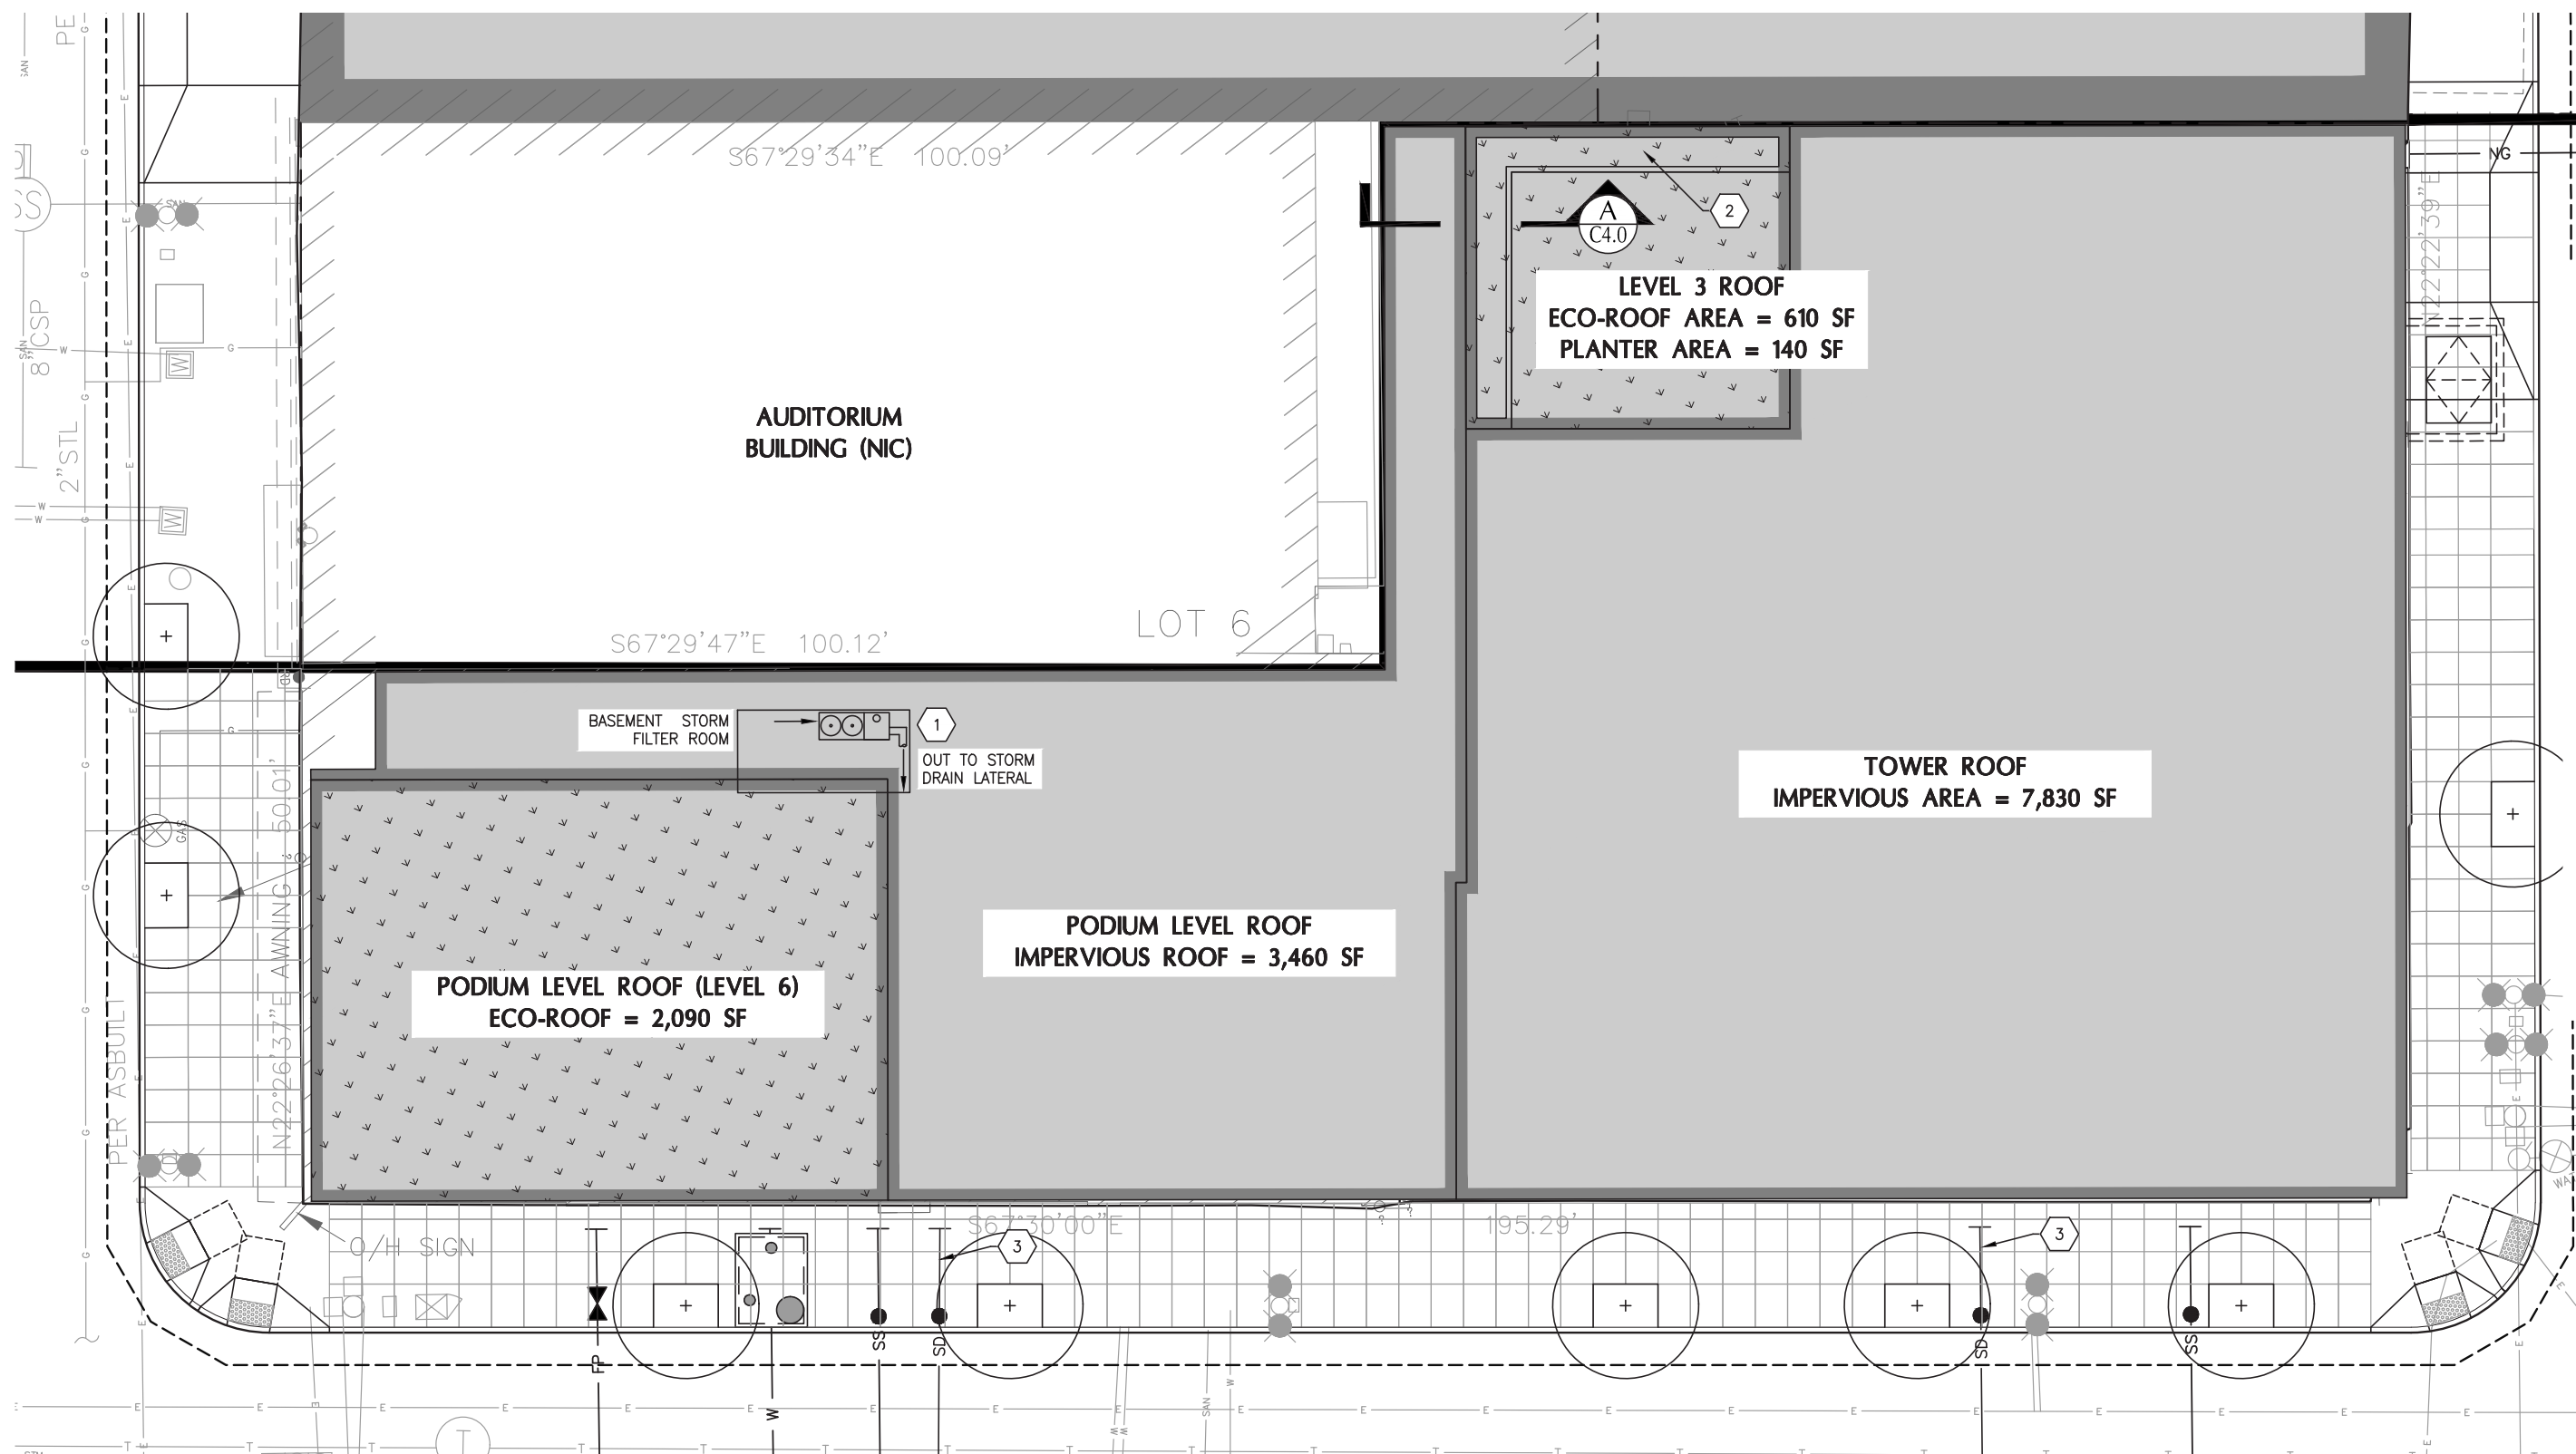 PE
SAN
S67°29'34"E 100.09'
NG
N22°22'39"E
8"CSP
2"STL
A
C4.0
2
LEVEL 3 ROOF
ECO-ROOF AREA = 610 SF
PLANTER AREA = 140 SF
AUDITORIUM
BUILDING (NIC)
LOT 6
S67°29'47"E 100.12'
BASEMENT STORM
FILTER ROOM
1
OUT TO STORM
DRAIN LATERAL
TOWER ROOF
IMPERVIOUS AREA = 7,830 SF
GAS
AWNING
N22°26'37"E 50.01'
PER ASBUILT
PODIUM LEVEL ROOF
IMPERVIOUS ROOF = 3,460 SF
PODIUM LEVEL ROOF (LEVEL 6)
ECO-ROOF = 2,090 SF
S67°30'00"E 195.29'
O/H SIGN
3
3
FP
W
SS
SD
SD
SS
SAN
T